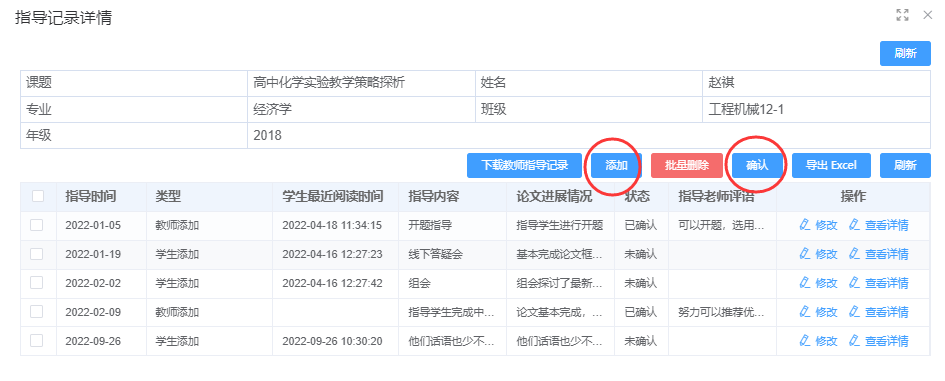 指导记录详情
刷新
课题 高中化学实验教学策略探析 姓名 赵祺
专业 经济学 班级 工程机械12-1
年级 2018
下载教师指导记录 添加 批量删除 确认 导出 Excel 刷新
指导时间 类型 学生最近阅读时间 指导内容 论文进展情况 状态 指导老师评语 操作
2022-01-05 教师添加 2022-04-18 11:34:15 开题指导 指导学生进行开题 已确认 可以开题，选用... 修改 查看详情
2022-01-19 学生添加 2022-04-16 12:27:23 线下答疑会 基本完成论文框... 未确认 修改 查看详情
2022-02-02 学生添加 2022-04-16 12:27:42 组会 组会探讨了最新... 未确认 修改 查看详情
2022-02-09 教师添加 指导学生完成中... 论文基本完成，... 已确认 努力可以推荐优... 修改 查看详情
2022-09-26 学生添加 2022-09-26 10:30:20 他们话语也少不... 他们话语也少不... 未确认 修改 查看详情